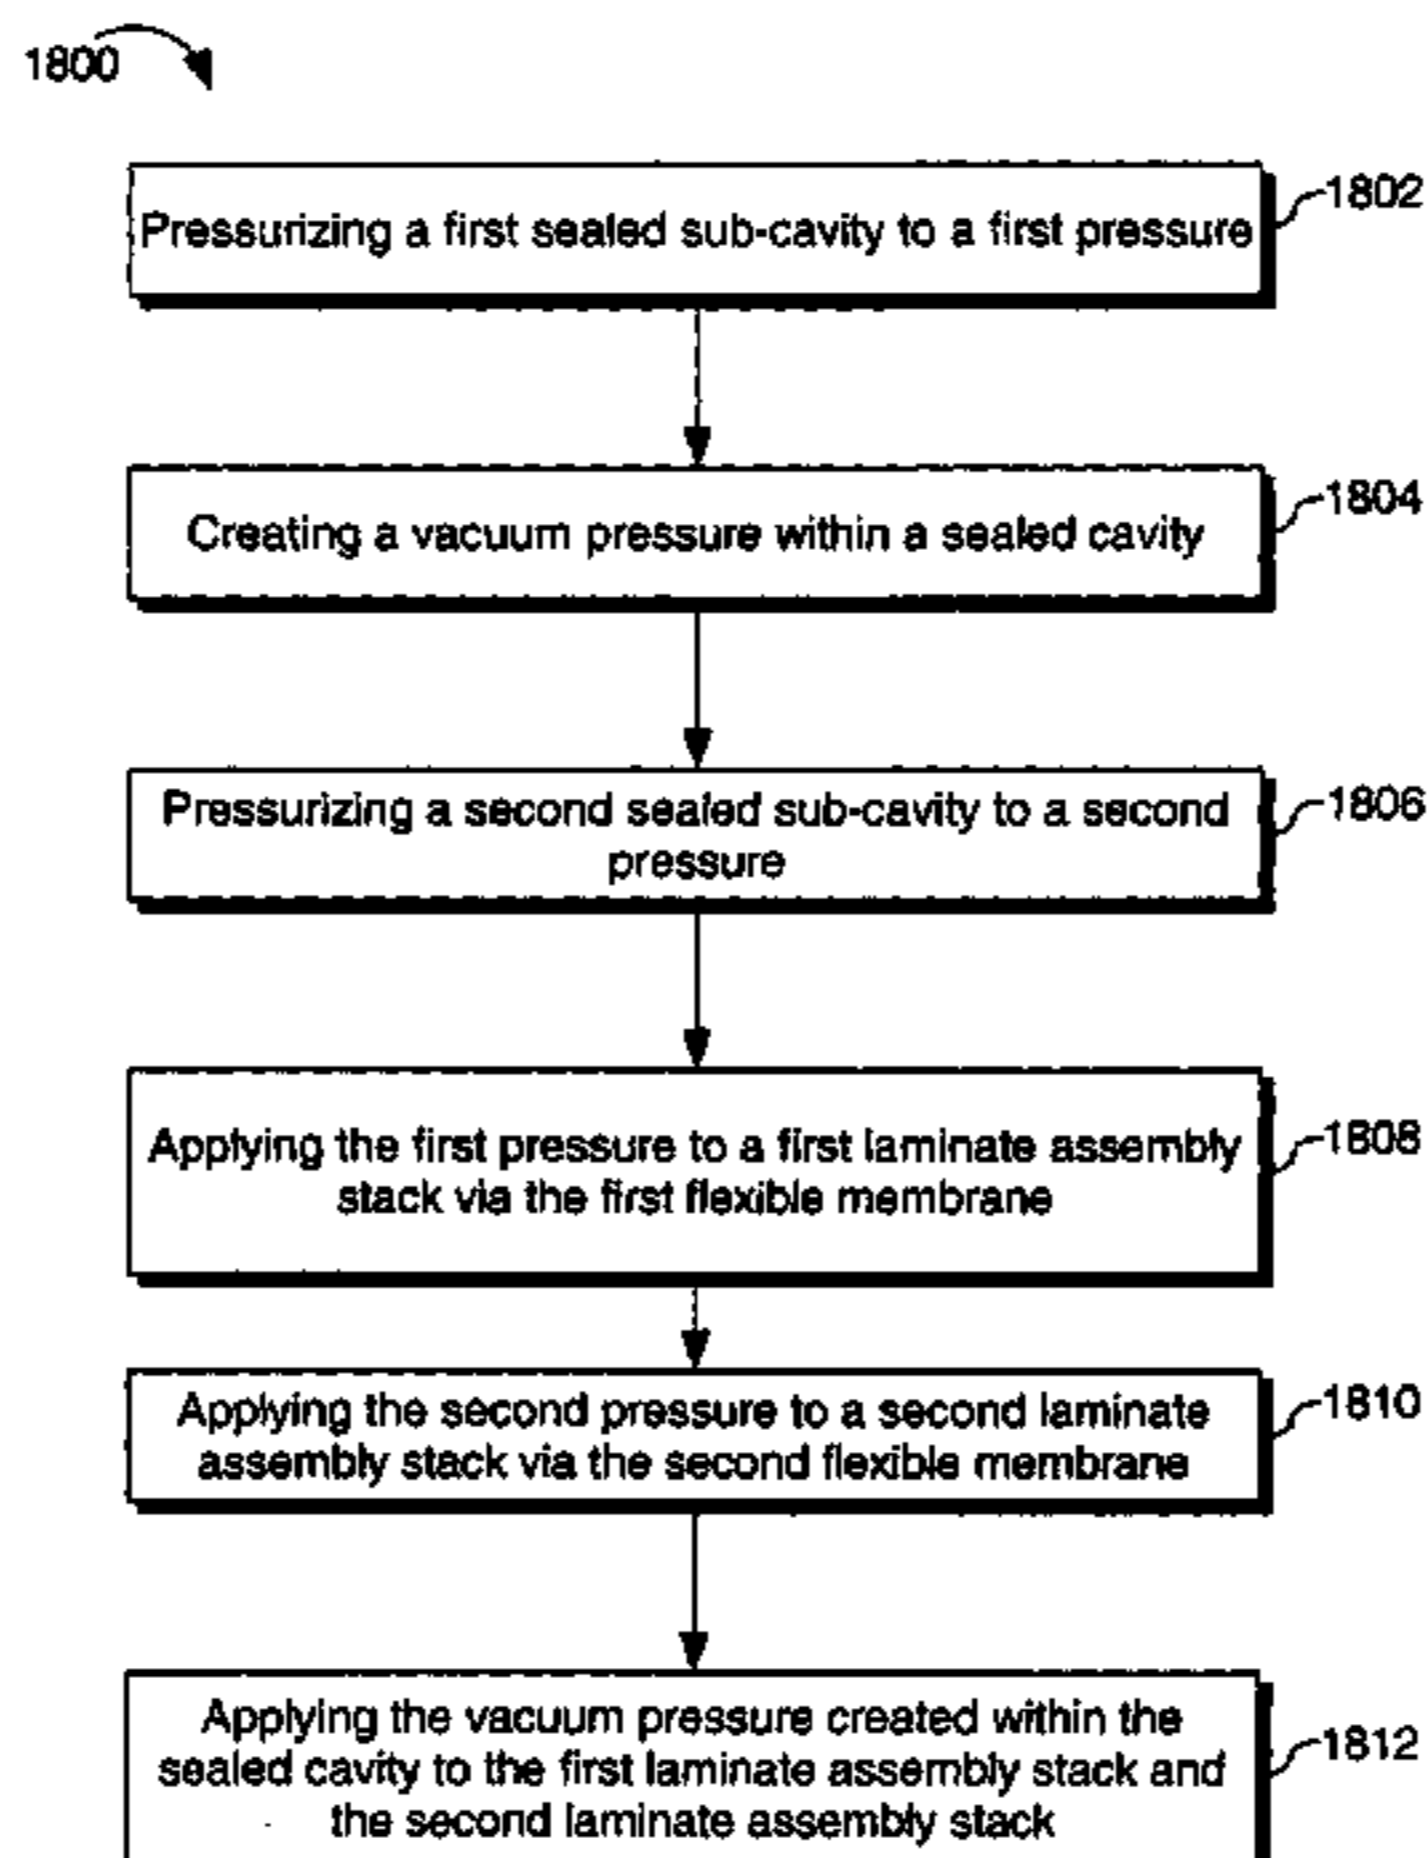 1800
Pressurizing a first sealed sub-cavity to a first pressure
1802
Creating a vacuum pressure within a sealed cavity
1804
Pressurizing a second sealed sub-cavity to a second
pressure
1806
Applying the first pressure to a first laminate assembly
stack via the first flexible membrane
1808
Applying the second pressure to a second laminate
assembly stack via the second flexible membrane
1810
Applying the vacuum pressure created within the
sealed cavity to the first laminate assembly stack and
the second laminate assembly stack
1812